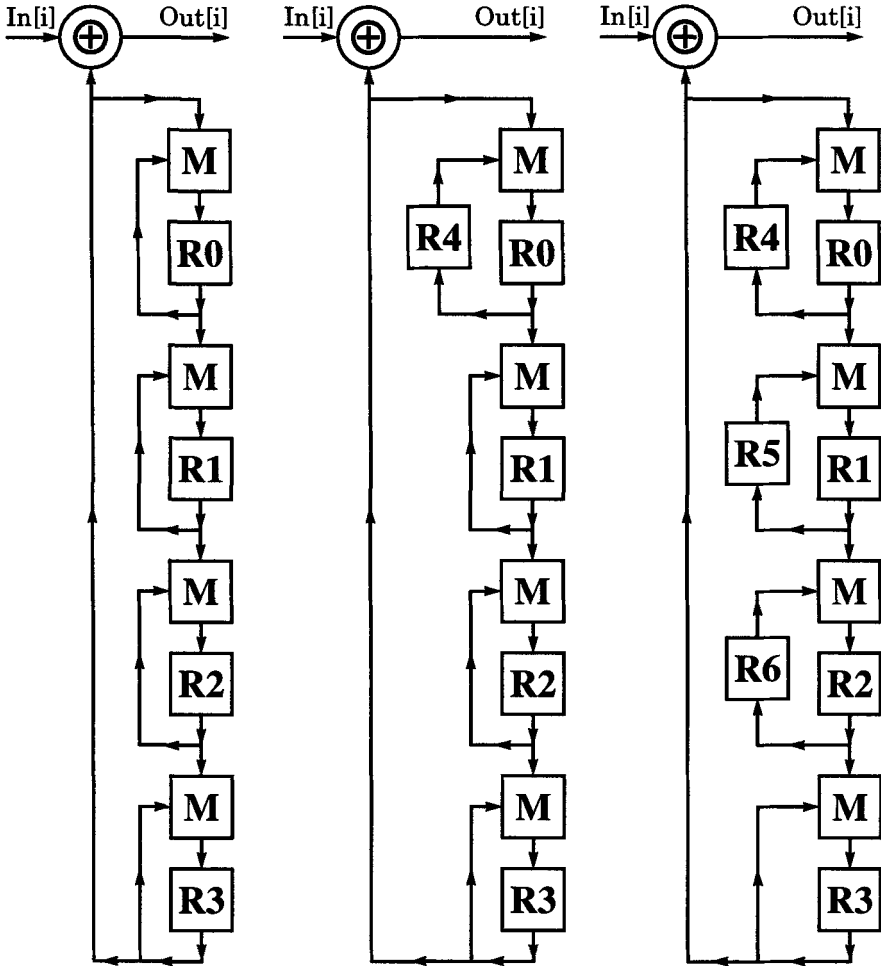 In[i] Out[i] In[i] Out[i] In[i] Out[i]
M M M
R4 R4
R0 R0 R0
M M M
R5
R1 R1 R1
M M M
R6
R2 R2 R2
M M M
R3 R3 R3